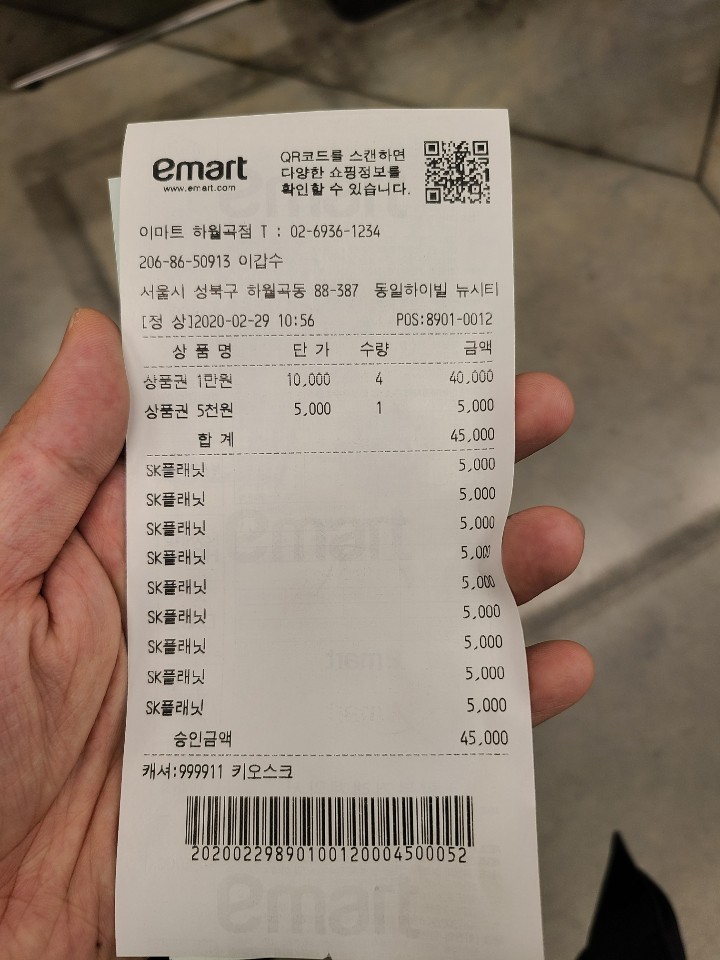 emart
www.emart.com
QR코드를 스캔하면
다양한 쇼핑정보를
확인할 수 있습니다.
이마트 하월곡점 T : 02-6936-1234
206-86-50913 이갑수
서울시 성북구 하월곡동 88-387 동일하이빌 뉴시티
[정 상]2020-02-29 10:56 POS:8901-0012
상 품 명 단 가 수량 금액
상품권 1만원 10,000 4 40,000
상품권 5천원 5,000 1 5,000
합 계 45,000
SK플래닛 5,000
SK플래닛 5,000
SK플래닛 5,000
SK플래닛 5,000
SK플래닛 5,000
SK플래닛 5,000
SK플래닛 5,000
SK플래닛 5,000
SK플래닛 5,000
승인금액 45,000
캐셔:999911 키오스크
20200229890100120004500052